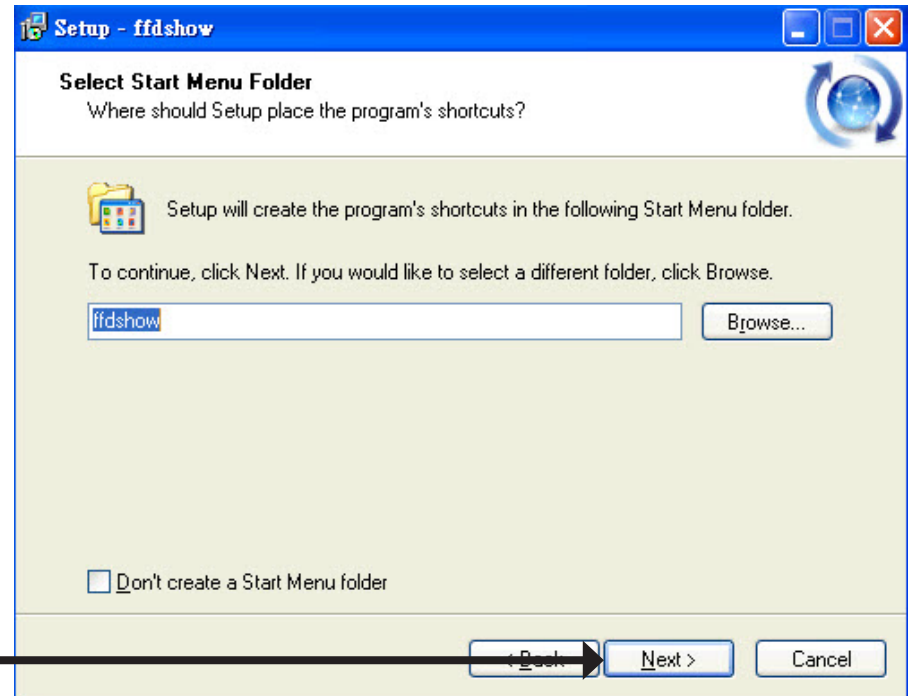 Setup - ffdshow
Select Start Menu Folder
Where should Setup place the program's shortcuts?
Setup will create the program's shortcuts in the following Start Menu folder.
To continue, click Next. If you would like to select a different folder, click Browse.
ffdshow
Browse...
Don't create a Start Menu folder
< Back
Next >
Cancel